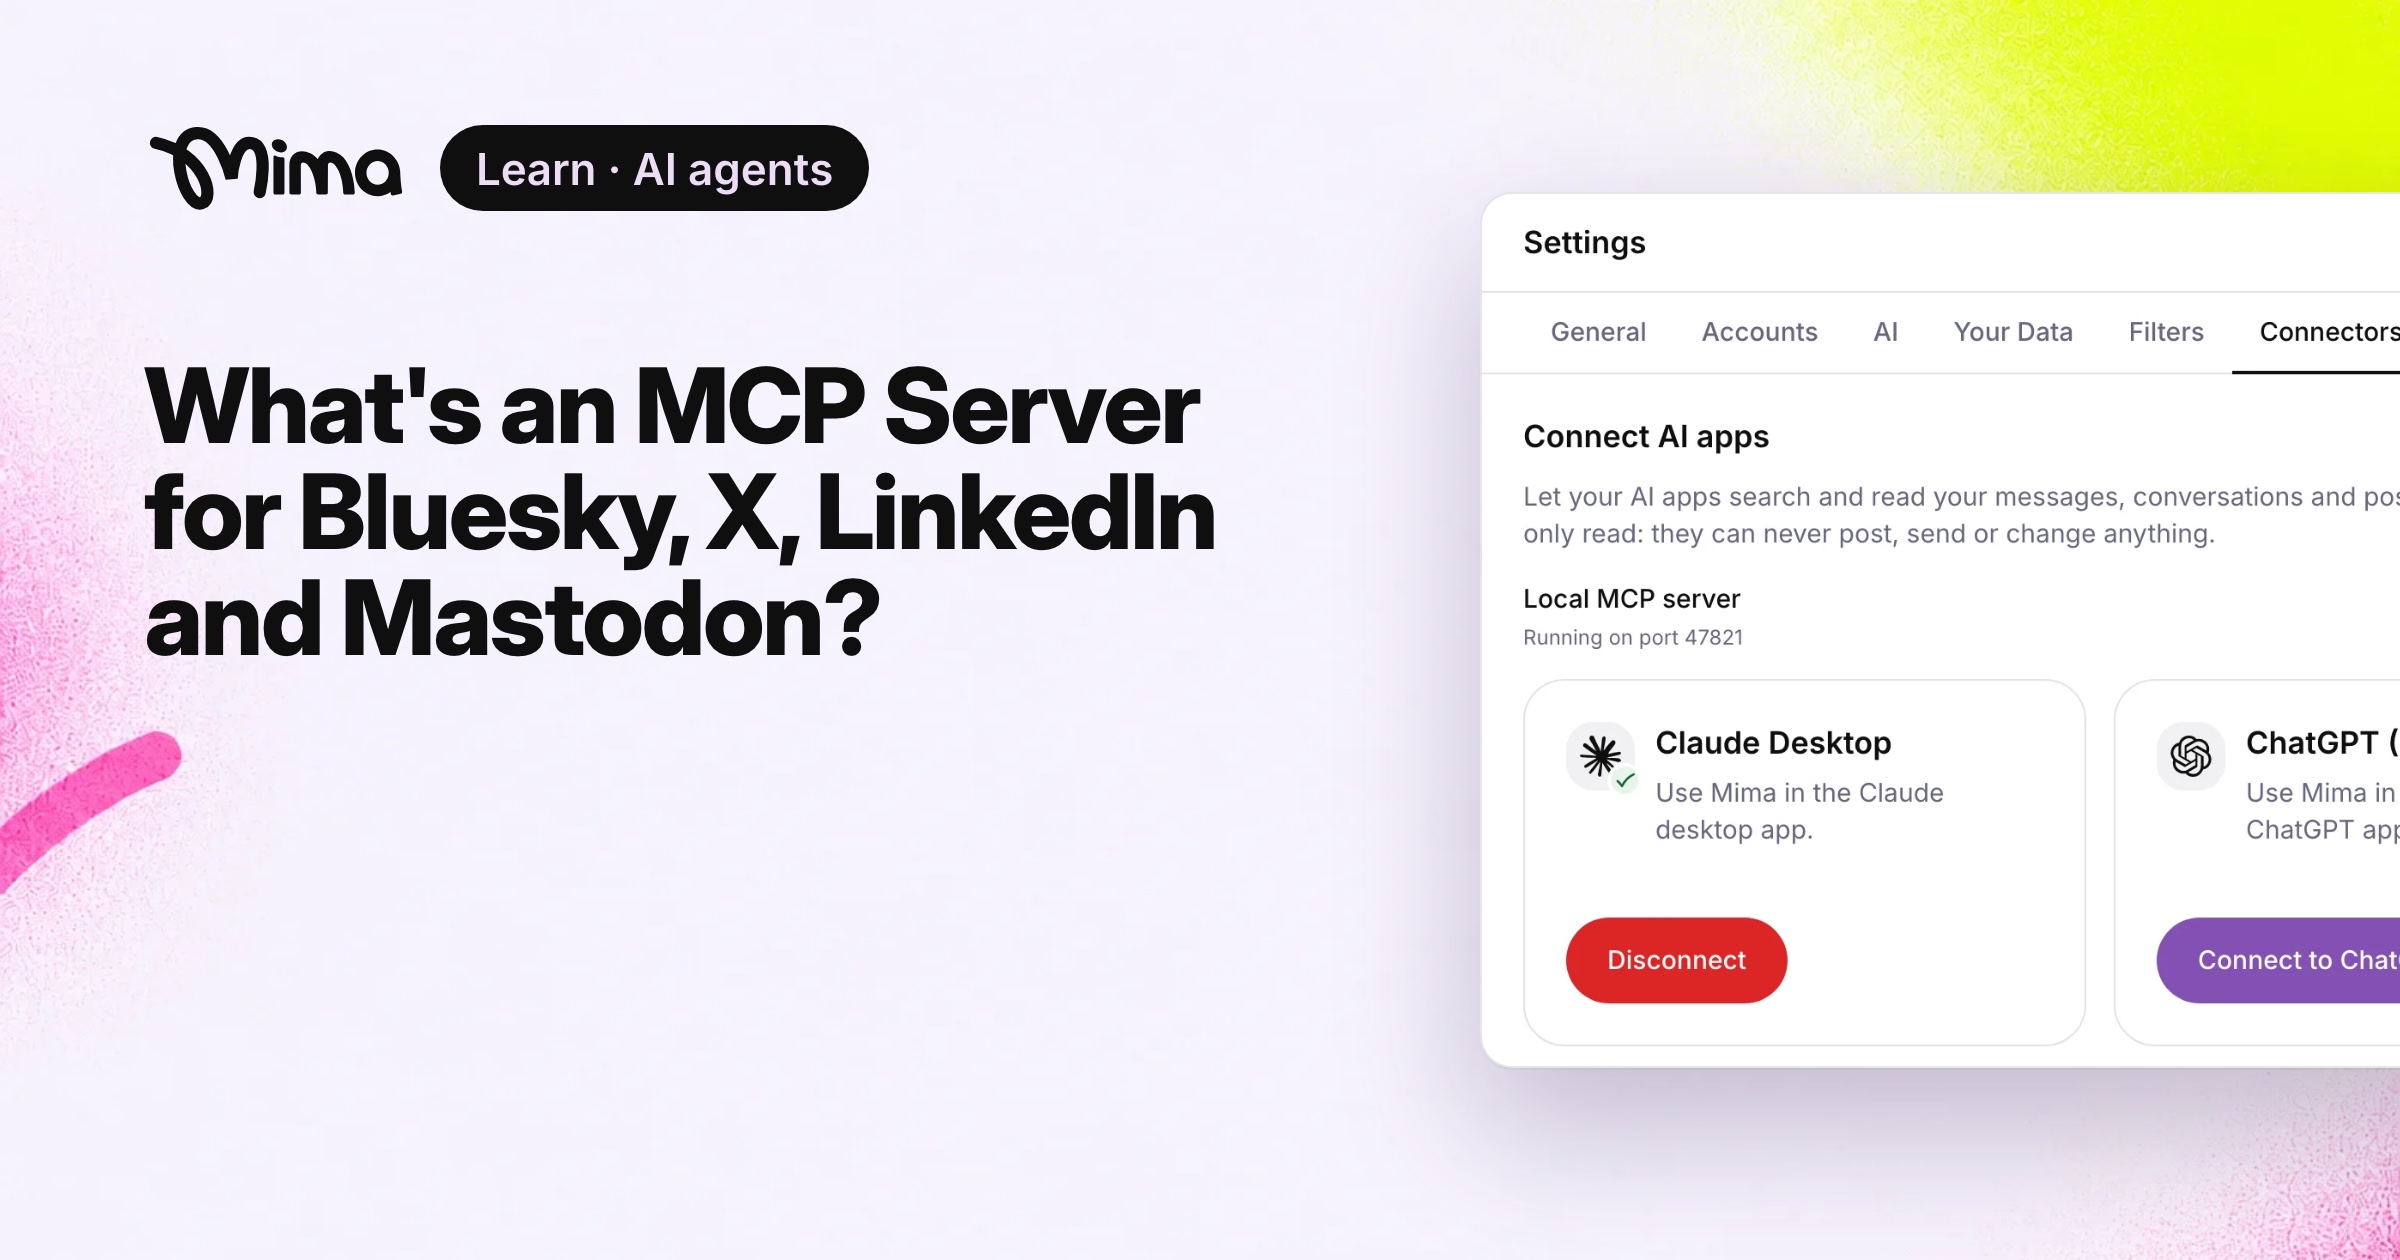 Mima
Learn · AI agents
What's an MCP Server
for Bluesky, X, LinkedIn
and Mastodon?
Settings
General Accounts AI Your Data Filters Connectors
Connect AI apps
Let your AI apps search and read your messages, conversations and
only read: they can never post, send or change anything.
Local MCP server
Running on port 47821
Claude Desktop
Use Mima in the Claude
desktop app.
Disconnect
ChatGPT (
Use Mima in
ChatGPT
Connect to